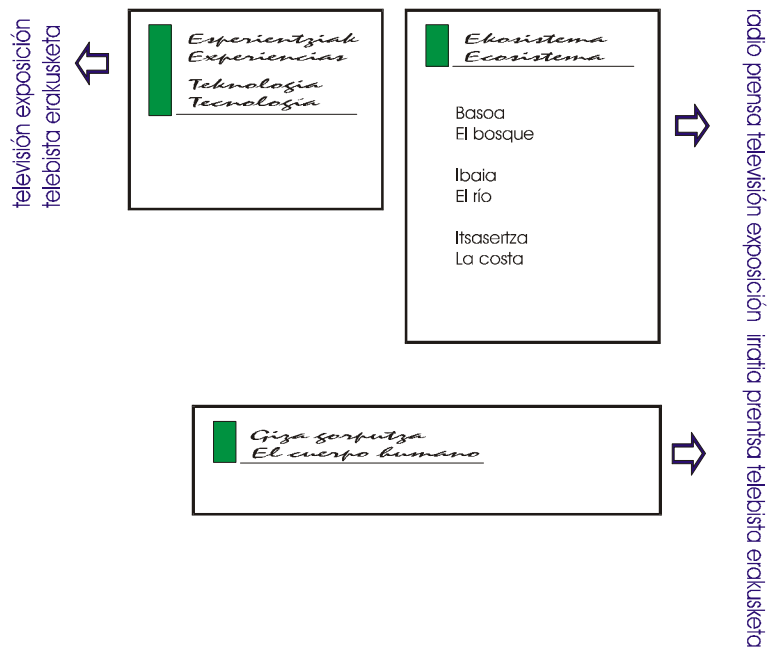 televisión exposición
telebista erakusketa
Esperientziak
Experiencias
Teknologia
Tecnología
Ekosistema
Ecosistema
Basoa
El bosque
Ibaia
El río
Itsasertza
La costa
radio prensa televisión exposición irratia prentsa telebista erakusketa
Giza gorputza
El cuerpo humano